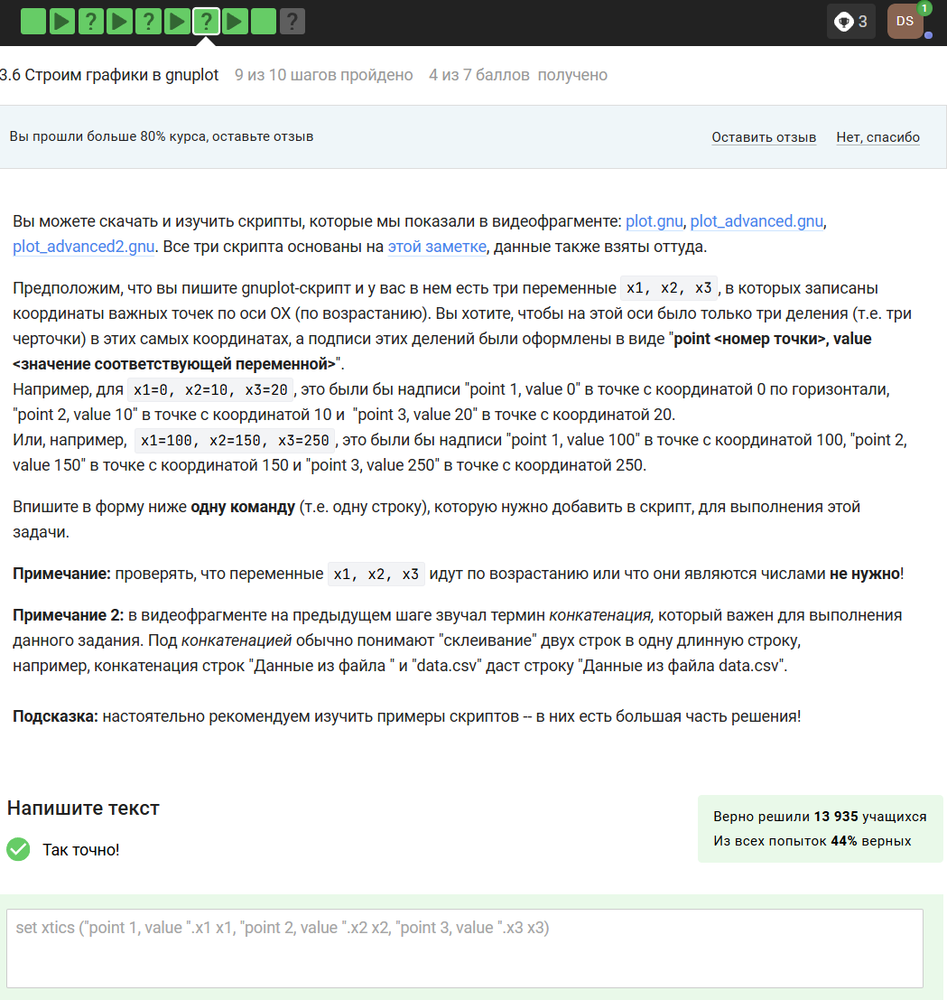 ? ? ? ? 3 DS 1
3.6 Строим графики в gnuplot 9 из 10 шагов пройдено 4 из 7 баллов получено
Вы прошли больше 80% курса, оставьте отзыв Оставить отзыв Нет, спасибо
Вы можете скачать и изучить скрипты, которые мы показали в видеофрагменте: plot.gnu, plot_advanced.gnu,
plot_advanced2.gnu. Все три скрипта основаны на этой заметке, данные также взяты оттуда.
Предположим, что вы пишите gnuplot-скрипт и у вас в нем есть три переменные x1, x2, x3, в которых записаны
координаты важных точек по оси OX (по возрастанию). Вы хотите, чтобы на этой оси было только три деления (т.е. три
черточки) в этих самых координатах, а подписи этих делений были оформлены в виде "point <номер точки>, value
<значение соответствующей переменной>".
Например, для x1=0, x2=10, x3=20, это были бы надписи "point 1, value 0" в точке с координатой 0 по горизонтали,
"point 2, value 10" в точке с координатой 10 и "point 3, value 20" в точке с координатой 20.
Или, например, x1=100, x2=150, x3=250, это были бы надписи "point 1, value 100" в точке с координатой 100, "point 2,
value 150" в точке с координатой 150 и "point 3, value 250" в точке с координатой 250.
Впишите в форму ниже одну команду (т.е. одну строку), которую нужно добавить в скрипт, для выполнения этой
задачи.
Примечание: проверять, что переменные x1, x2, x3 идут по возрастанию или что они являются числами не нужно!
Примечание 2: в видеофрагменте на предыдущем шаге звучал термин конкатенация, который важен для выполнения
данного задания. Под конкатенацией обычно понимают "склеивание" двух строк в одну длинную строку,
например, конкатенация строк "Данные из файла " и "data.csv" даст строку "Данные из файла data.csv".
Подсказка: настоятельно рекомендуем изучить примеры скриптов -- в них есть большая часть решения!
Напишите текст
Верно решили 13 935 учащихся
Из всех попыток 44% верных
Так точно!
set xtics ("point 1, value ".x1 x1, "point 2, value ".x2 x2, "point 3, value ".x3 x3)